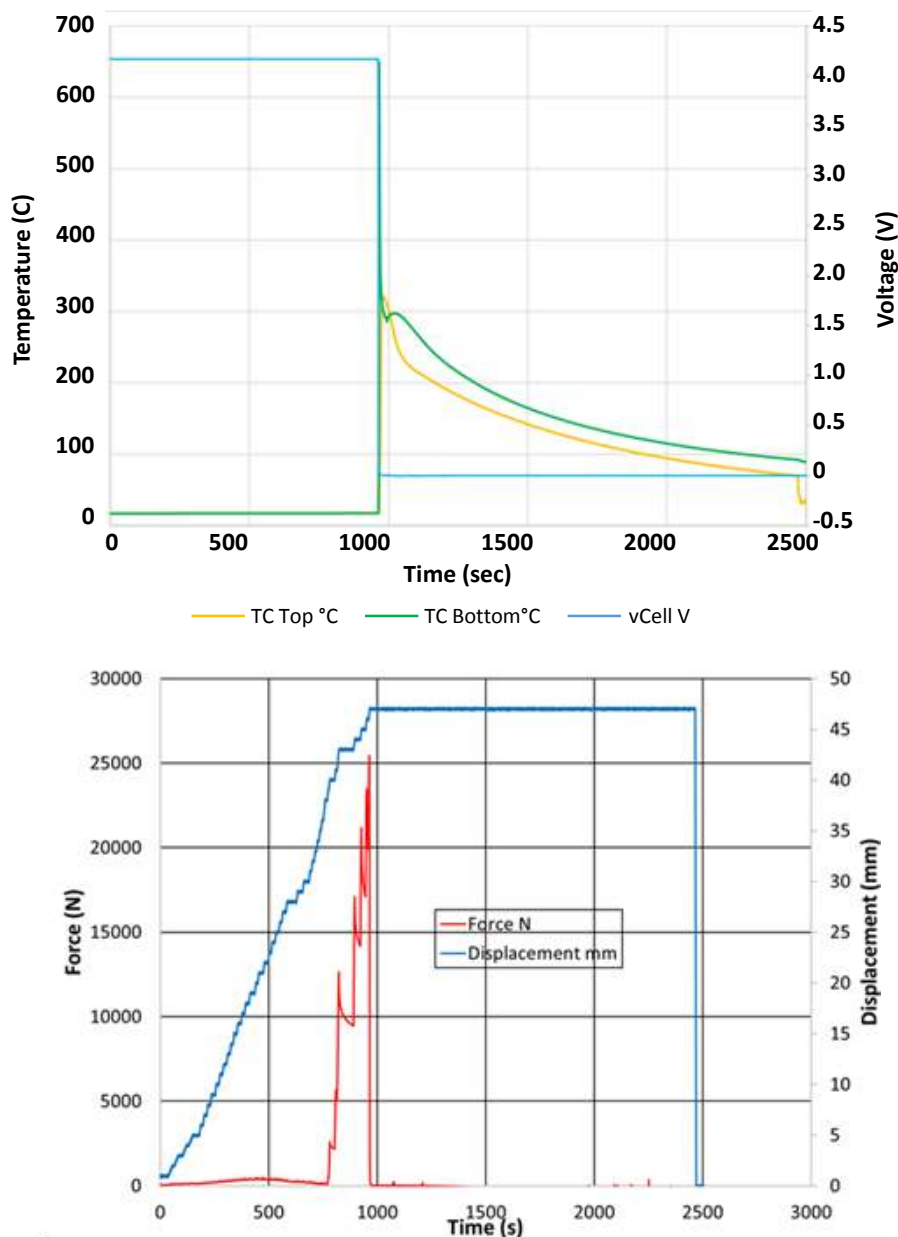 700 4.5
600 4.0
3.5
500 3.0
400 2.5
2.0
300 1.5
200 1.0
0.5
100 0
0 -0.5
Temperature (C)
Voltage (V)
0 500 1000 1500 2000 2500
Time (sec)
TC Top °C TC Bottom°C vCell V
30000 50
45
25000 40
20000 35
30
15000 25
20
10000 15
5000 10
5
0 0
Force (N)
Displacement (mm)
Force N
Displacement mm
0 500 1000 1500 2000 2500 3000
Time (s)